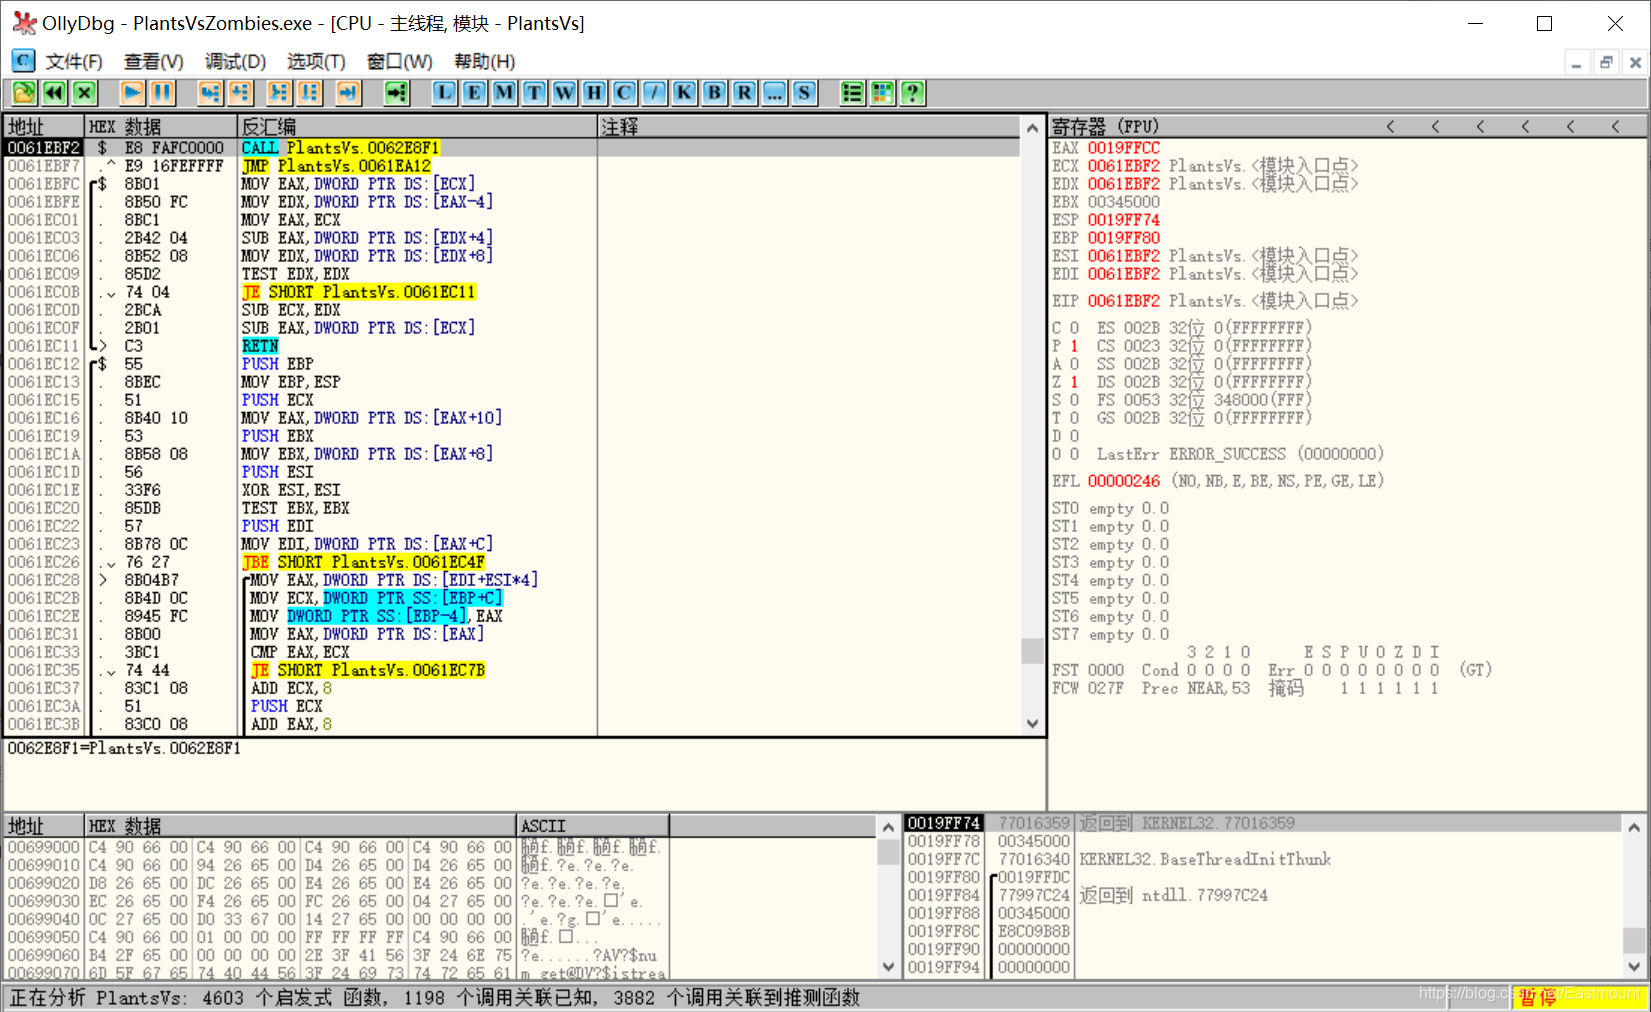 OllyDbg - PlantsVsZombies.exe - [CPU - 主线程, 模块 - PlantsVs]
C 文件(F) 查看(V) 调试(D) 选项(T) 窗口(W) 帮助(H)
L E M T W H C / K B R ... S ?
地址 HEX 数据 反汇编 注释
0061EBF2 $ E8 FAFC0000 CALL PlantsVs.0062E8F1
0061EBF7 .^ E9 16FEFFFF JMP PlantsVs.0061EA12
0061EBFC $ 8B01 MOV EAX,DWORD PTR DS:[ECX]
0061EBFE . 8B50 FC MOV EDX,DWORD PTR DS:[EAX-4]
0061EC01 . 8BC1 MOV EAX,ECX
0061EC03 . 2B42 04 SUB EAX,DWORD PTR DS:[EDX+4]
0061EC06 . 8B52 08 MOV EDX,DWORD PTR DS:[EDX+8]
0061EC09 . 85D2 TEST EDX,EDX
0061EC0B .v 74 04 JE SHORT PlantsVs.0061EC11
0061EC0D . 2BCA SUB ECX,EDX
0061EC0F . 2B01 SUB EAX,DWORD PTR DS:[ECX]
0061EC11 > C3 RETN
0061EC12 $ 55 PUSH EBP
0061EC13 . 8BEC MOV EBP,ESP
0061EC15 . 51 PUSH ECX
0061EC16 . 8B40 10 MOV EAX,DWORD PTR DS:[EAX+10]
0061EC19 . 53 PUSH EBX
0061EC1A . 8B58 08 MOV EBX,DWORD PTR DS:[EAX+8]
0061EC1D . 56 PUSH ESI
0061EC1E . 33F6 XOR ESI,ESI
0061EC20 . 85DB TEST EBX,EBX
0061EC22 . 57 PUSH EDI
0061EC23 . 8B78 0C MOV EDI,DWORD PTR DS:[EAX+C]
0061EC26 .v 76 27 JBE SHORT PlantsVs.0061EC4F
0061EC28 > 8B04B7 MOV EAX,DWORD PTR DS:[EDI+ESI*4]
0061EC2B . 8B4D 0C MOV ECX,DWORD PTR SS:[EBP+C]
0061EC2E . 8945 FC MOV DWORD PTR SS:[EBP-4],EAX
0061EC31 . 8B00 MOV EAX,DWORD PTR DS:[EAX]
0061EC33 . 3BC1 CMP EAX,ECX
0061EC35 .v 74 44 JE SHORT PlantsVs.0061EC7B
0061EC37 . 83C1 08 ADD ECX,8
0061EC3A . 51 PUSH ECX
0061EC3B . 83C0 08 ADD EAX,8
0062E8F1=PlantsVs.0062E8F1
寄存器 (FPU) < < < < < <
EAX 0019FFCC
ECX 0061EBF2 PlantsVs.<模块入口点>
EDX 0061EBF2 PlantsVs.<模块入口点>
EBX 00345000
ESP 0019FF74
EBP 0019FF80
ESI 0061EBF2 PlantsVs.<模块入口点>
EDI 0061EBF2 PlantsVs.<模块入口点>
EIP 0061EBF2 PlantsVs.<模块入口点>
C 0 ES 002B 32位 0(FFFFFFFF)
P 1 CS 0023 32位 0(FFFFFFFF)
A 0 SS 002B 32位 0(FFFFFFFF)
Z 1 DS 002B 32位 0(FFFFFFFF)
S 0 FS 0053 32位 348000(FFF)
T 0 GS 002B 32位 0(FFFFFFFF)
D 0
O 0 LastErr ERROR_SUCCESS (00000000)
EFL 00000246 (NO,NB,E,BE,NS,PE,GE,LE)
ST0 empty 0.0
ST1 empty 0.0
ST2 empty 0.0
ST3 empty 0.0
ST4 empty 0.0
ST5 empty 0.0
ST6 empty 0.0
ST7 empty 0.0
3 2 1 0 E S P U O Z D I
FST 0000 Cond 0 0 0 0 Err 0 0 0 0 0 0 0 0 (GT)
FCW 027F Prec NEAR,53 掩码 1 1 1 1 1 1
地址 HEX 数据 ASCII
00699000 C4 90 66 00 C4 90 66 00 C4 90 66 00 C4 90 66 00
00699010 C4 90 66 00 94 26 65 00 D4 26 65 00 D4 26 65 00
00699020 D8 26 65 00 DC 26 65 00 E4 26 65 00 E4 26 65 00 ?e.?e.?e.?e.
00699030 EC 26 65 00 F4 26 65 00 FC 26 65 00 04 27 65 00 ?e.?e.?e.□'e.
00699040 0C 27 65 00 D0 33 67 00 14 27 65 00 00 00 00 00 .'e.?g.□'e.....
00699050 C4 90 66 00 01 00 00 00 FF FF FF FF C4 90 66 00
00699060 B4 2F 65 00 00 00 00 00 2E 3F 41 56 3F 24 6E 75 ?e......?AV?$nu
00699070 6D 5F 67 65 74 40 44 56 3F 24 69 73 74 72 65 61 m_get@DV?$istrea
0019FF74 77016359 返回到 KERNEL32.77016359
0019FF78 00345000
0019FF7C 77016340 KERNEL32.BaseThreadInitThunk
0019FF80 0019FFDC
0019FF84 77997C24 返回到 ntdll.77997C24
0019FF88 00345000
0019FF8C E8C09B8B
0019FF90 00000000
0019FF94 00000000
正在分析 PlantsVs: 4603 个启发式 函数, 1198 个调用关联已知, 3882 个调用关联到推测函数
暂停